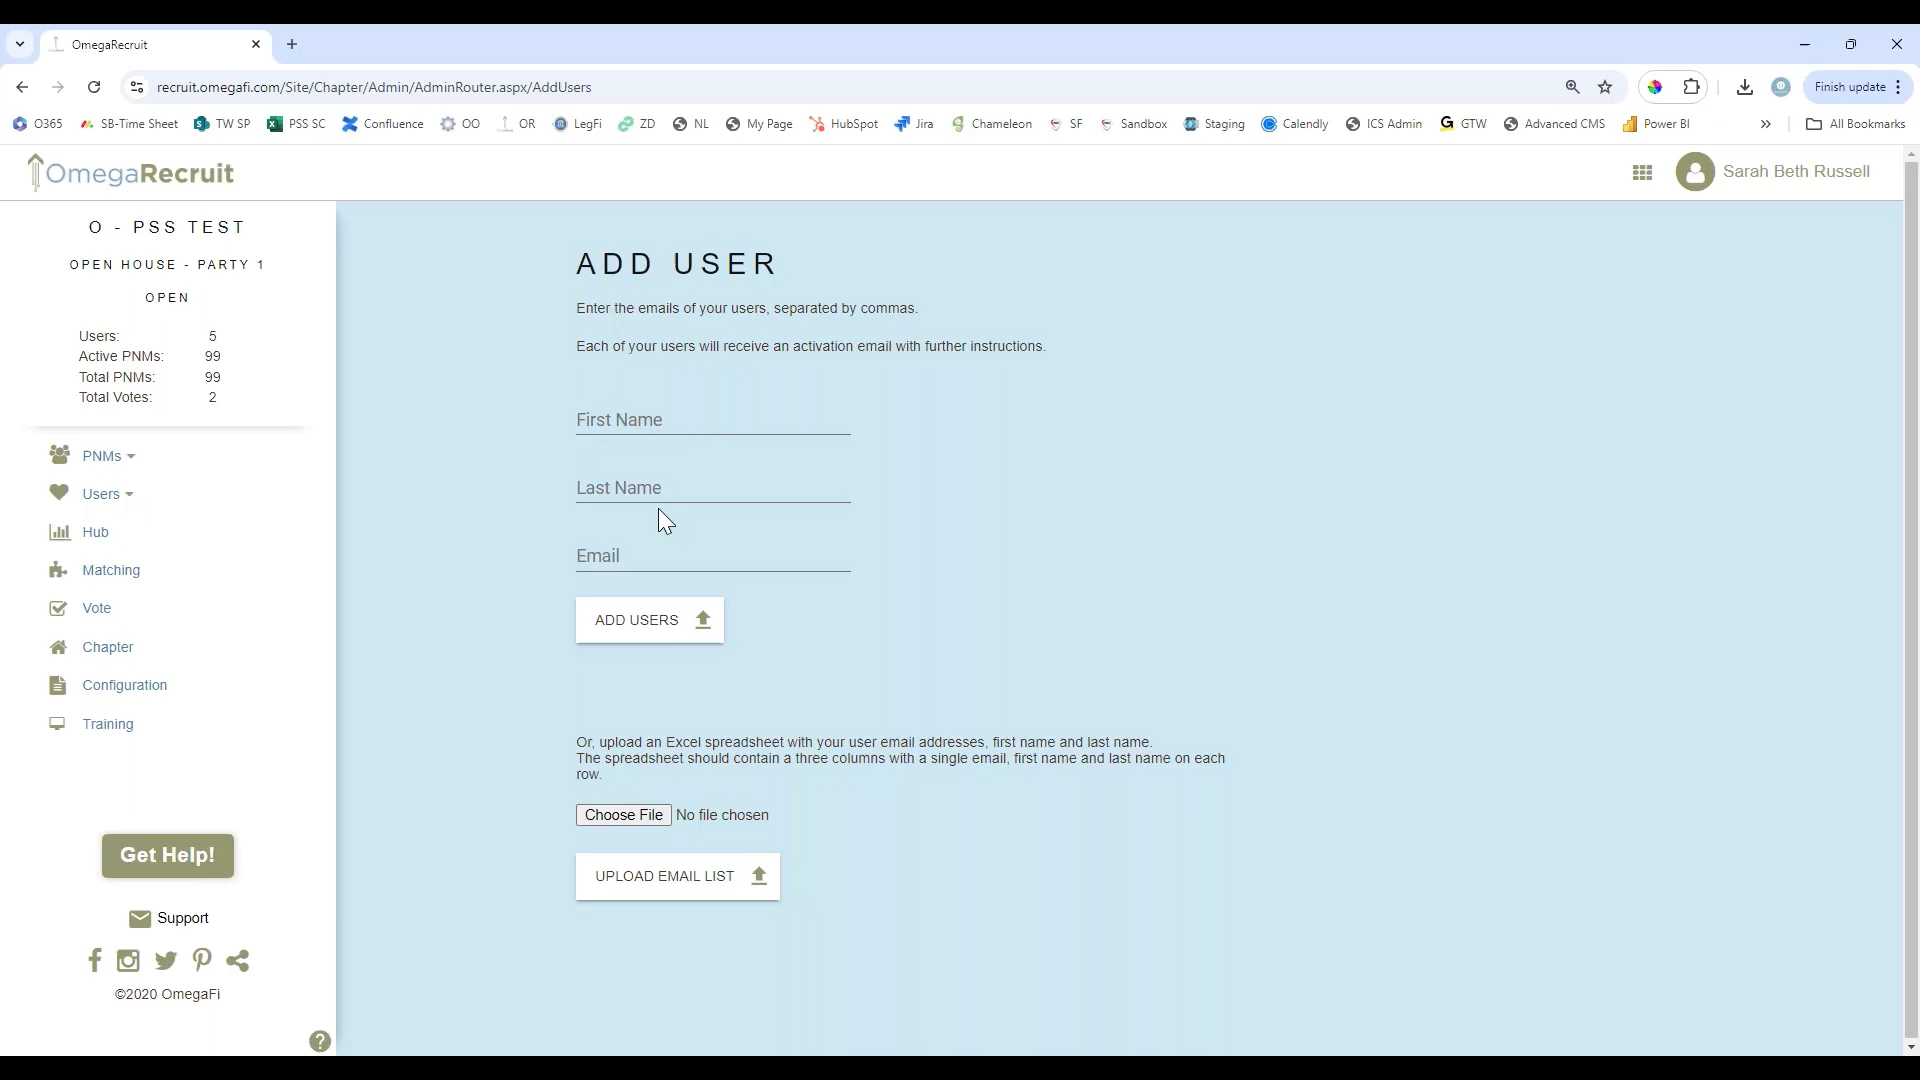 OmegaRecruit
recruit.omegafi.com/Site/Chapter/Admin/AdminRouter.aspx/AddUsers
Finish update
O365
SB-Time Sheet
TW SP
PSS SC
Confluence
OO
OR
LegFi
ZD
NL
My Page
HubSpot
Jira
Chameleon
SF
Sandbox
Staging
Calendly
ICS Admin
GTW
Advanced CMS
Power BI
All Bookmarks
OmegaRecruit
Sarah Beth Russell
O - PSS TEST
OPEN HOUSE - PARTY 1
OPEN
Users: 5
Active PNMs: 99
Total PNMs: 99
Total Votes: 2
PNMs
Users
Hub
Matching
Vote
Chapter
Configuration
Training
Get Help!
Support
©2020 OmegaFi
ADD USER
Enter the emails of your users, separated by commas.
Each of your users will receive an activation email with further instructions.
First Name
Last Name
Email
ADD USERS
Or, upload an Excel spreadsheet with your user email addresses, first name and last name.
The spreadsheet should contain a three columns with a single email, first name and last name on each
row.
Choose File No file chosen
UPLOAD EMAIL LIST